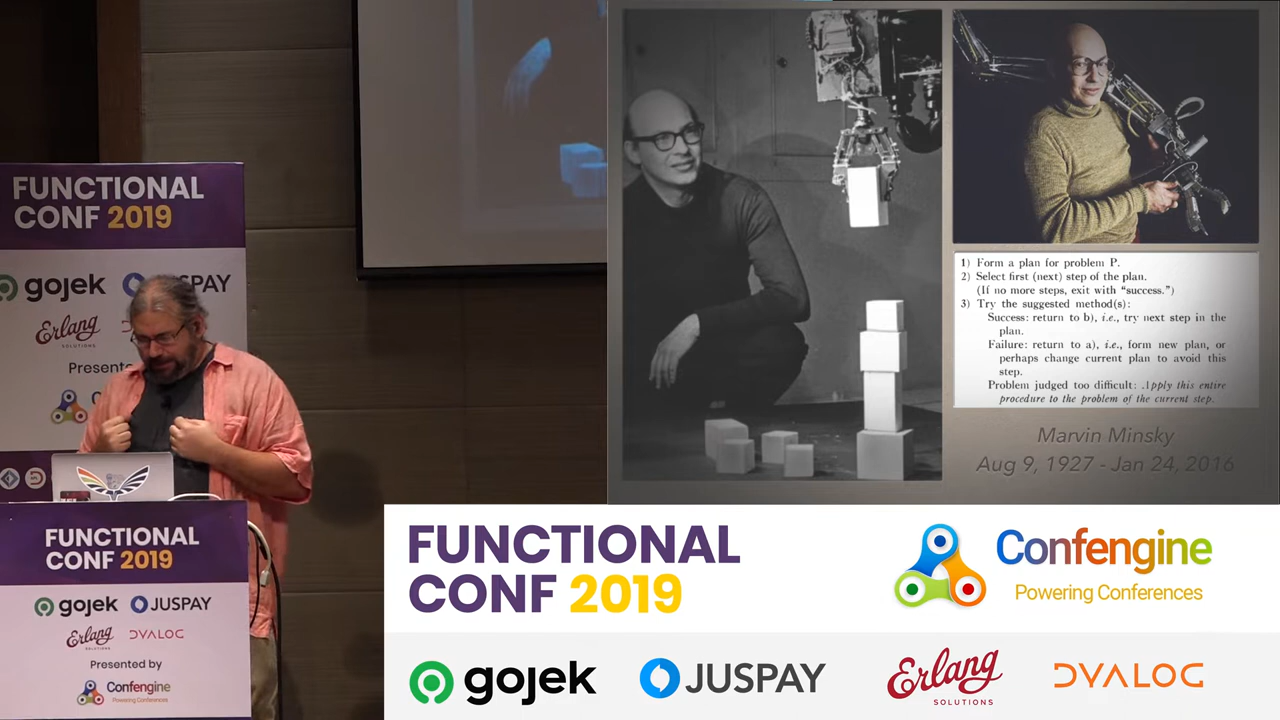 FUNCTIONAL
CONF 2019
gojek
SPAY
Erlang
SOLUTIONS
D
Presente
FUNCTIONAL
CONF 2019
gojek
JUSPAY
Erlang
SOLUTIONS
DYALOG
Presented by
Confengine
Powering Conferences
1) Form a plan for problem P.
2) Select first (next) step of the plan.
(If no more steps, exit with “success.”)
3) Try the suggested method(s):
Success: return to b), i.e., try next step in the
plan.
Failure: return to a), i.e., form new plan, or
perhaps change current plan to avoid this
step.
Problem judged too difficult: Apply this entire
procedure to the problem of the current step.
Marvin Minsky
Aug 9, 1927 - Jan 24, 2016
FUNCTIONAL
CONF 2019
Confengine
Powering Conferences
gojek
JUSPAY
Erlang
SOLUTIONS
DYALOG